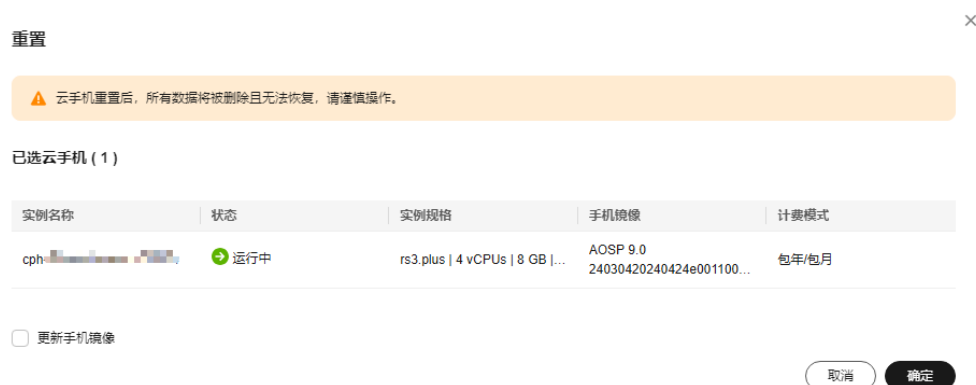 重置
云手机重置后，所有数据将被删除且无法恢复，请谨慎操作。
已选云手机 ( 1 )
实例名称 状态 实例规格 手机镜像 计费模式
cph- 运行中 rs3.plus | 4 vCPUs | 8 GB |... AOSP 9.0 包年/包月
24030420240424e001100...
更新手机镜像
取消 确定